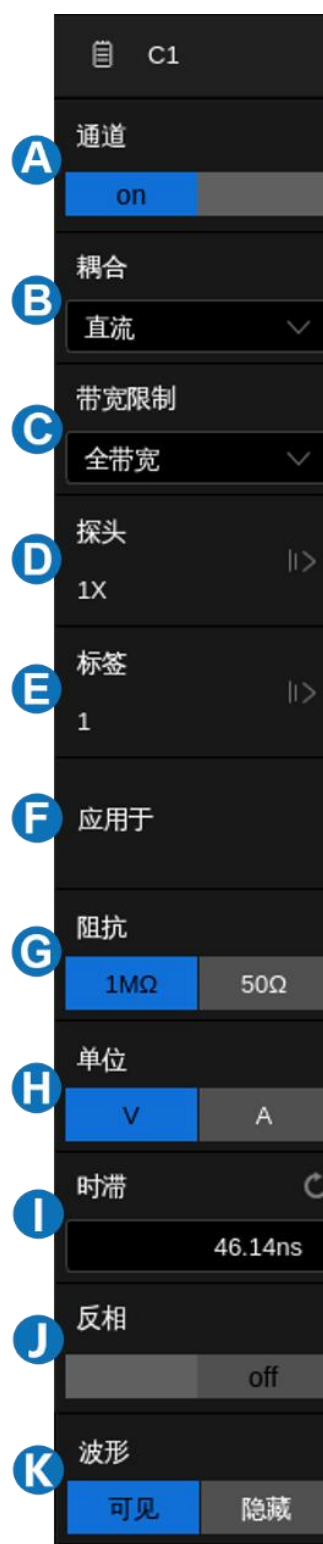 C1
A
通道
on
B
耦合
直流
C
带宽限制
全带宽
D
探头
1X
E
标签
1
F
应用于
G
阻抗
1MΩ 50Ω
H
单位
V A
I
时滞
46.14ns
J
反相
off
K
波形
可见 隐藏